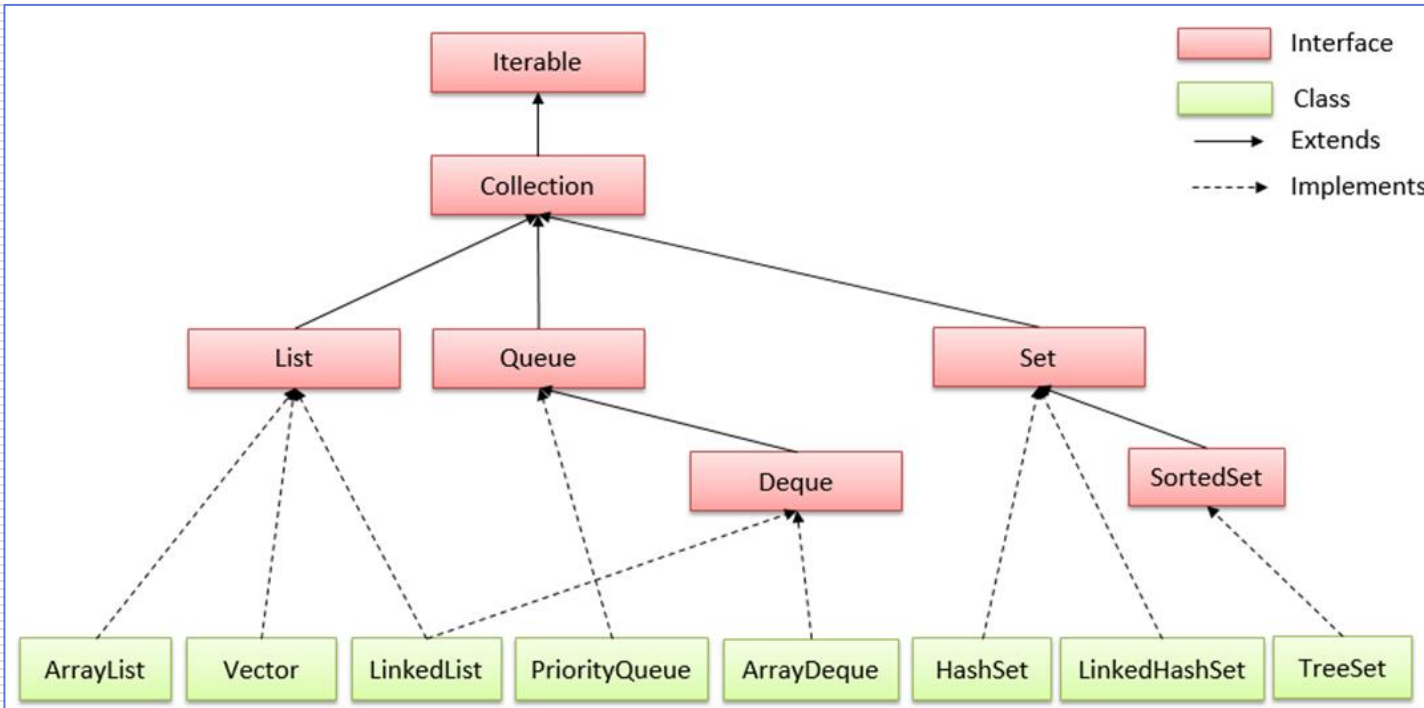 Iterable
Interface
Class
Extends
Collection
Implements
List
Queue
Set
Deque
SortedSet
ArrayList
Vector
LinkedList
PriorityQueue
ArrayDeque
HashSet
LinkedHashSet
TreeSet